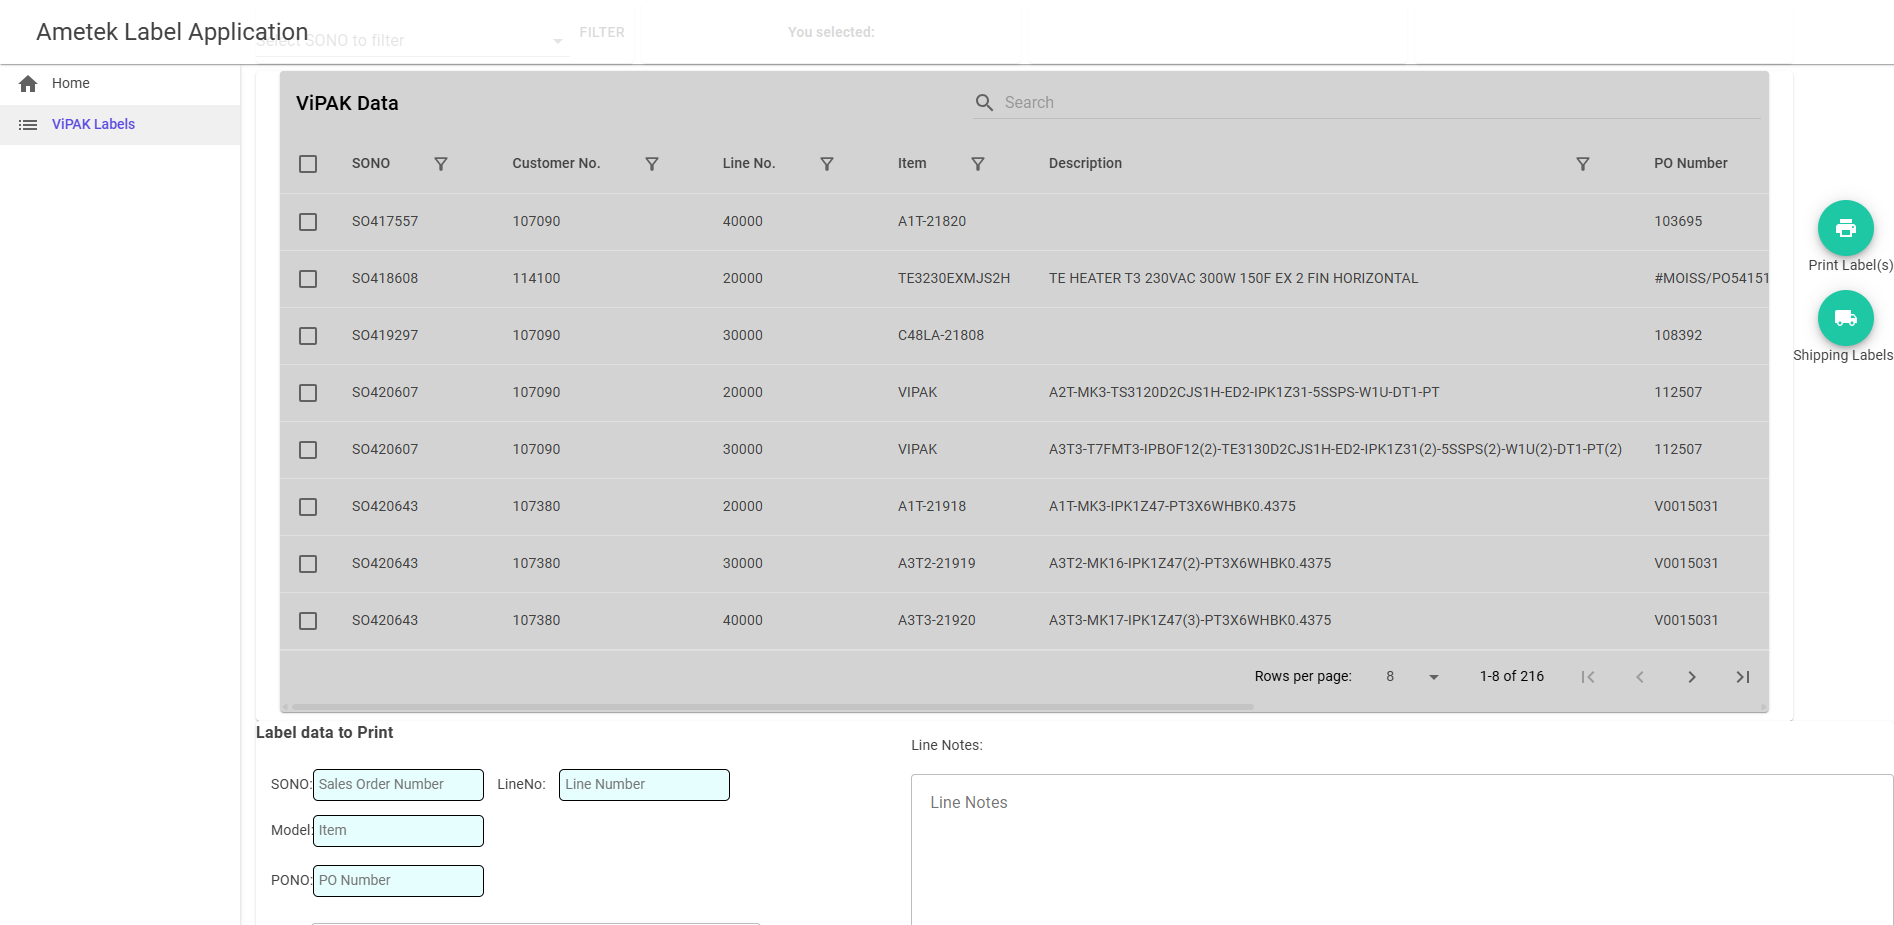 Ametek Label Application
Select SONO to filter FILTER You selected:
Home
ViPAK Labels
ViPAK Data Search
SONO Customer No. Line No. Item Description PO Number
SO417557 107090 40000 A1T-21820 103695
SO418608 114100 20000 TE3230EXMJS2H TE HEATER T3 230VAC 300W 150F EX 2 FIN HORIZONTAL #MOISS/PO54151
SO419297 107090 30000 C48LA-21808 108392
SO420607 107090 20000 VIPAK A2T-MK3-TS3120D2CJS1H-ED2-IPK1Z31-5SSPS-W1U-DT1-PT 112507
SO420607 107090 30000 VIPAK A3T3-T7FMT3-IPBOF12(2)-TE3130D2CJS1H-ED2-IPK1Z31(2)-5SSPS(2)-W1U(2)-DT1-PT(2) 112507
SO420643 107380 20000 A1T-21918 A1T-MK3-IPK1Z47-PT3X6WHBK0.4375 V0015031
SO420643 107380 30000 A3T2-21919 A3T2-MK16-IPK1Z47(2)-PT3X6WHBK0.4375 V0015031
SO420643 107380 40000 A3T3-21920 A3T3-MK17-IPK1Z47(3)-PT3X6WHBK0.4375 V0015031
Rows per page: 8 1-8 of 216
Print Label(s)
Shipping Labels
Label data to Print
SONO: Sales Order Number LineNo: Line Number
Model: Item
PONO: PO Number
Line Notes:
Line Notes